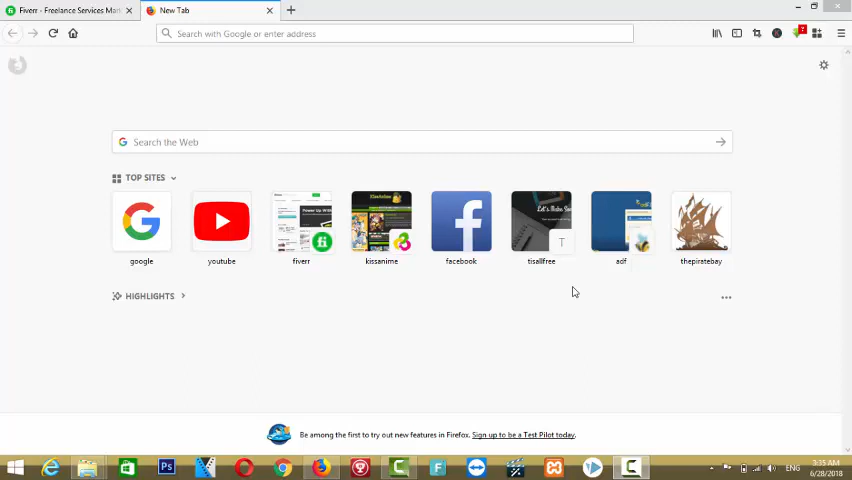 Fiverr - Freelance Services Mar
New Tab
Search with Google or enter address
?
Search the Web
TOP SITES
T
google
youtube
fiverr
kissanime
facebook
tisallfree
adf
thepiratebay
HIGHLIGHTS
Be among the first to try out new features in Firefox. Sign up to be a Test Pilot today.
Ps
ENG
3:35 AM
6/28/2018